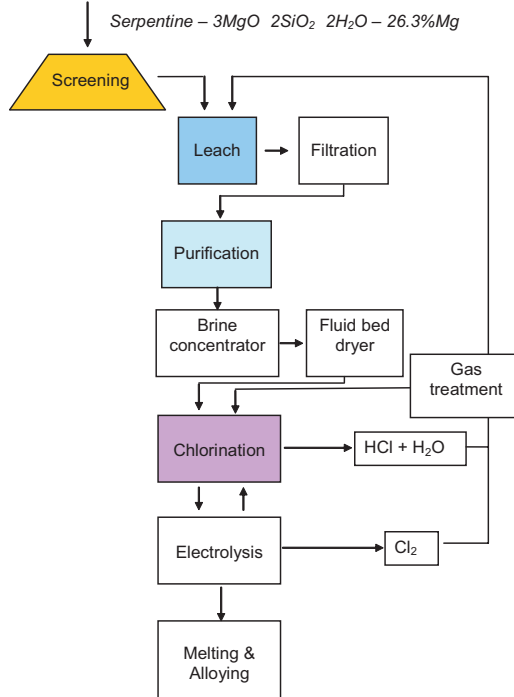 Serpentine – 3MgO 2SiO₂ 2H₂O – 26.3%Mg
Screening
Leach
Filtration
Purification
Brine
concentrator
Fluid bed
dryer
Gas
treatment
Chlorination
HCl + H₂O
Electrolysis
Cl₂
Melting &
Alloying